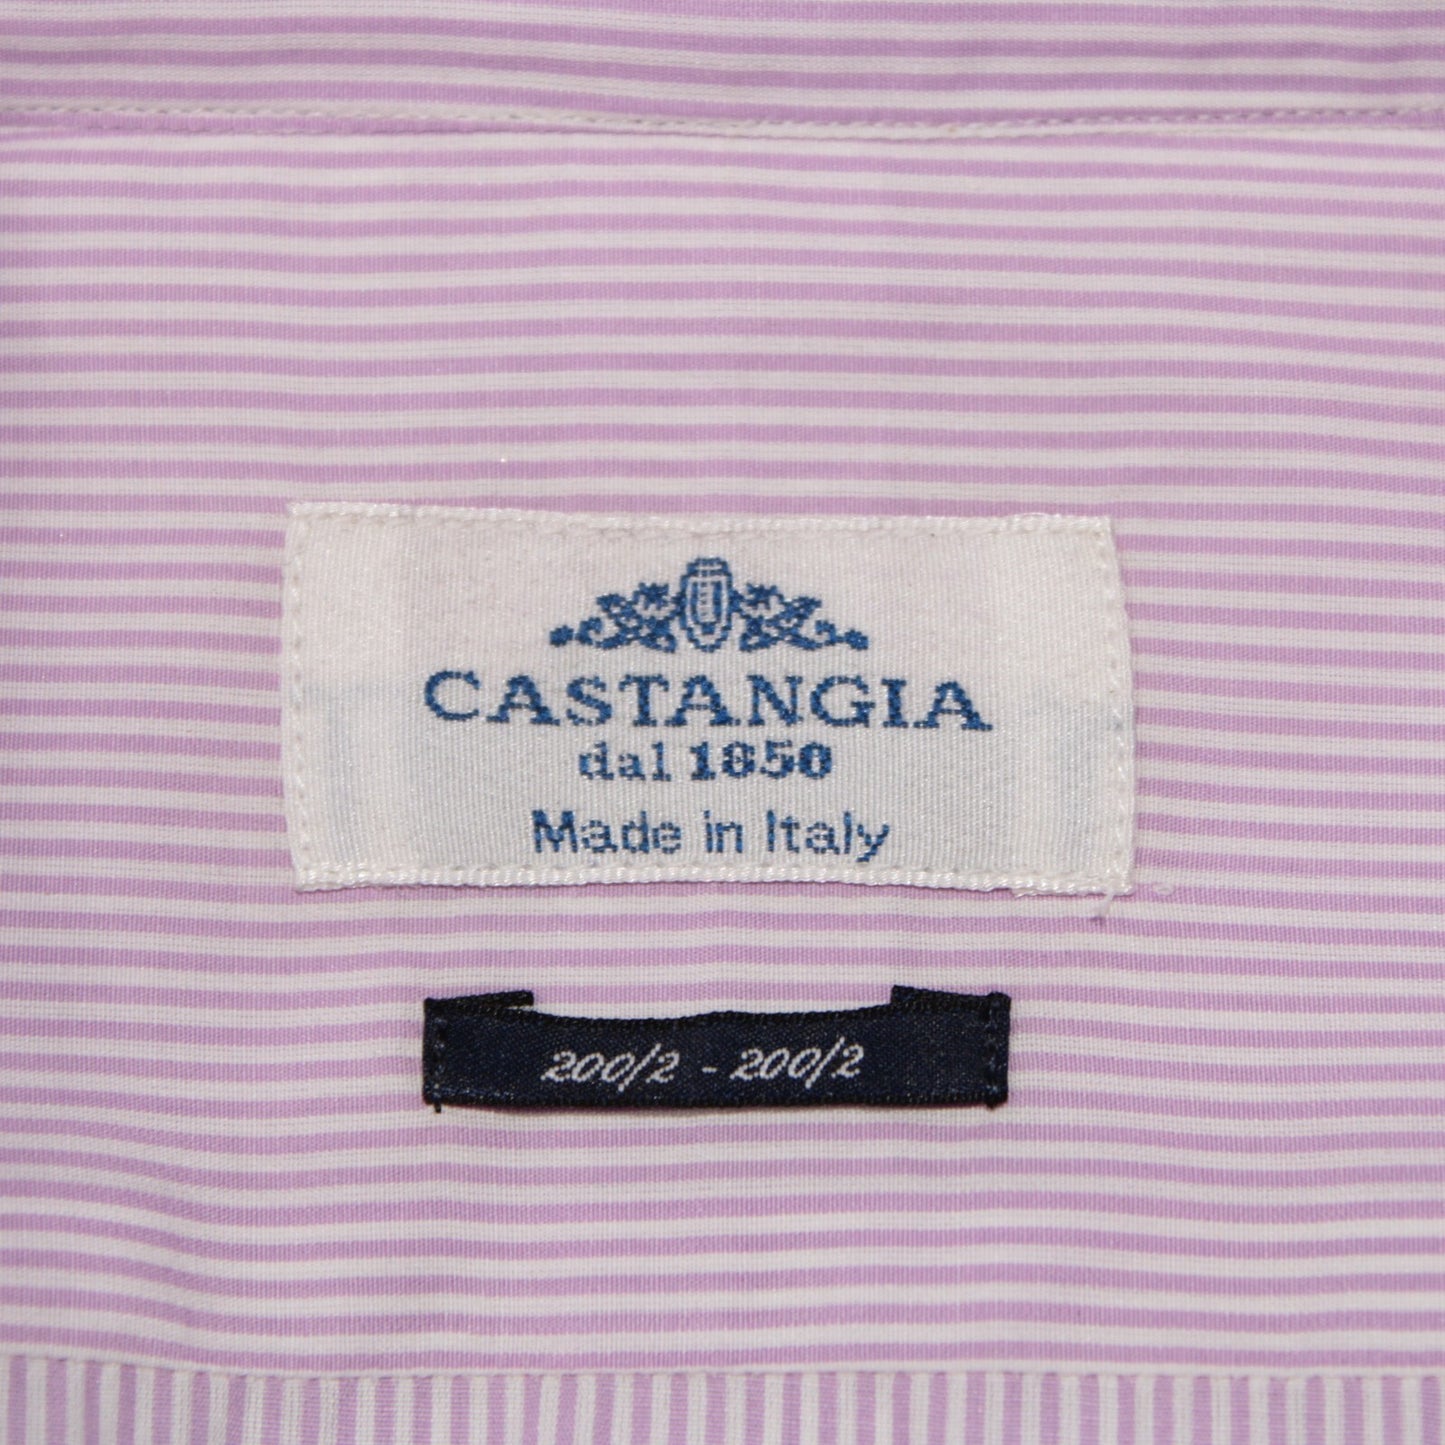 CASTANGIA
dal 1850
Made in Italy
200/2 - 200/2